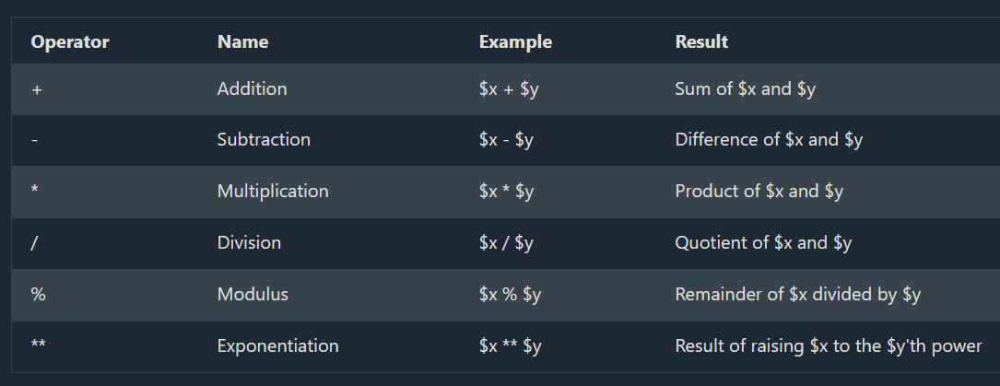 Operator Name Example Result
+ Addition $x + $y Sum of $x and $y
- Subtraction $x - $y Difference of $x and $y
* Multiplication $x * $y Product of $x and $y
/ Division $x / $y Quotient of $x and $y
% Modulus $x % $y Remainder of $x divided by $y
** Exponentiation $x ** $y Result of raising $x to the $y'th power